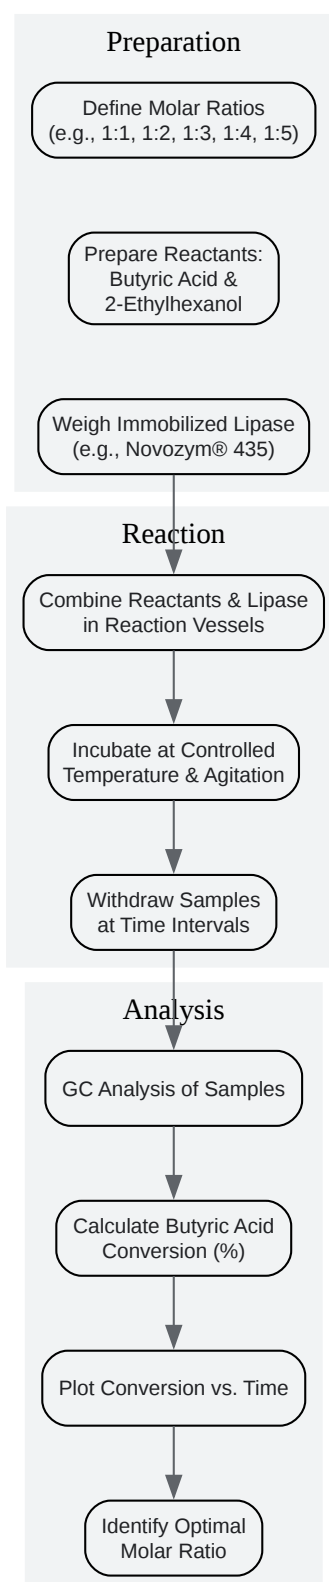 Preparation
Define Molar Ratios
(e.g., 1:1, 1:2, 1:3, 1:4, 1:5)
Prepare Reactants:
Butyric Acid &
2-Ethylhexanol
Weigh Immobilized Lipase
(e.g., Novozym® 435)
Reaction
Combine Reactants & Lipase
in Reaction Vessels
Incubate at Controlled
Temperature & Agitation
Withdraw Samples
at Time Intervals
Analysis
GC Analysis of Samples
Calculate Butyric Acid
Conversion (%)
Plot Conversion vs. Time
Identify Optimal
Molar Ratio